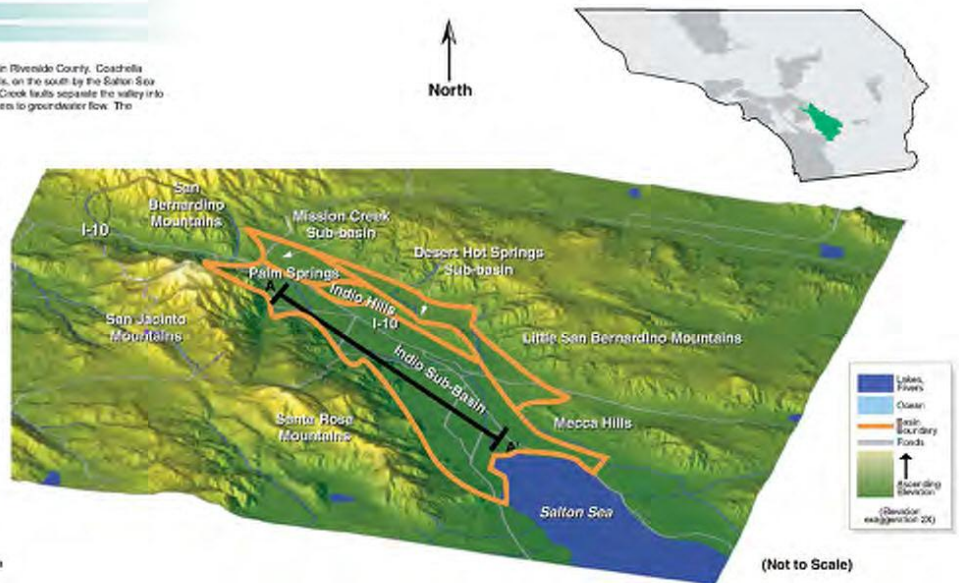 in Riverside County. Coachella
on the south by the Salton Sea
Creek faults separate the valley into
to groundwater flow. The
North
San
Bernardino
Mountains
I-10
Mission Creek
Sub-basin
Desert Hot Springs
Sub-basin
Palm Springs
A
Indio Hills
I-10
San Jacinto
Mountains
Little San Bernardino Mountains
Indio Sub-Basin
Santa Rosa
Mountains
Mecca Hills
A'
Salton Sea
Lakes,
Rivers
Ocean
Basin
Boundary
Roads
Ascending
Elevation
(Elevation
exaggeration 2X)
(Not to Scale)